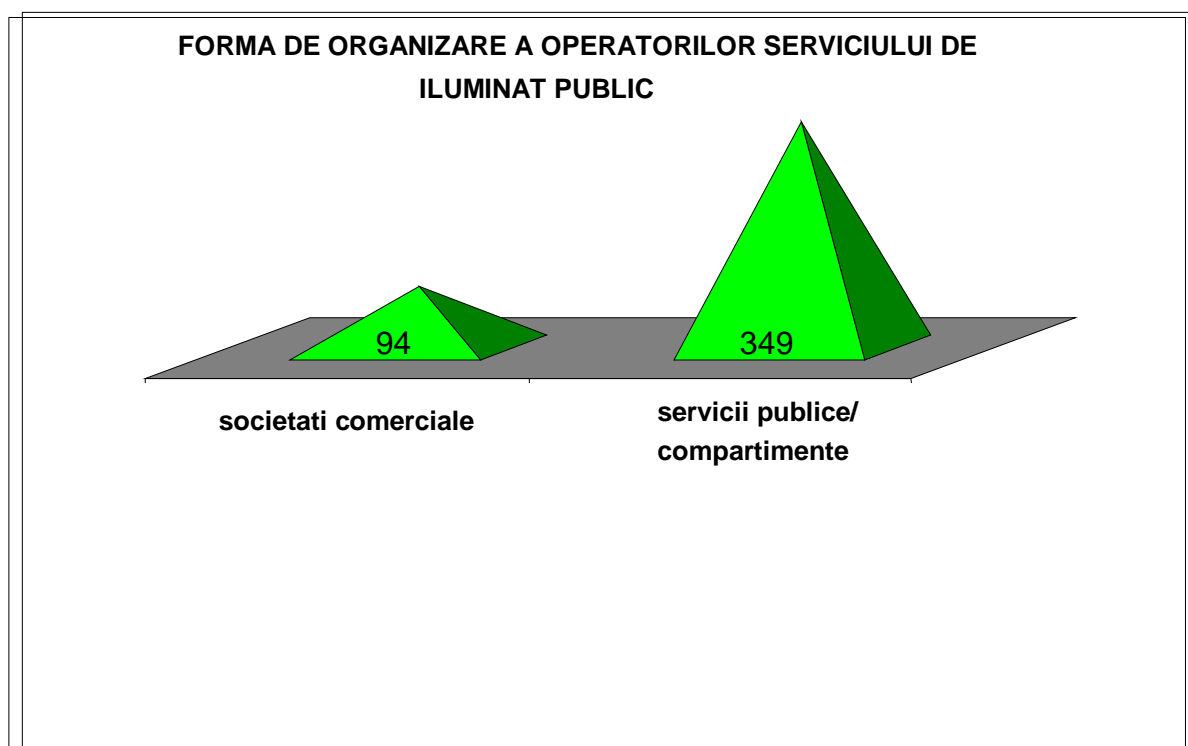 FORMA DE ORGANIZARE A OPERATORILOR SERVICIULUI DE
ILUMINAT PUBLIC
94
349
societati comerciale
servicii publice/
compartimente